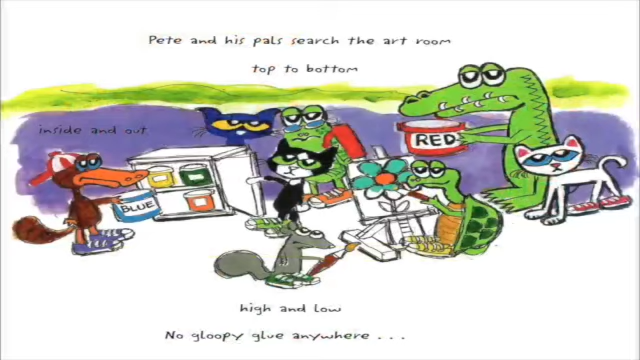 Pete and his pals search the art room
top to bottom
inside and out
RED
BLUE
high and low
No gloopy glue anywhere . . .